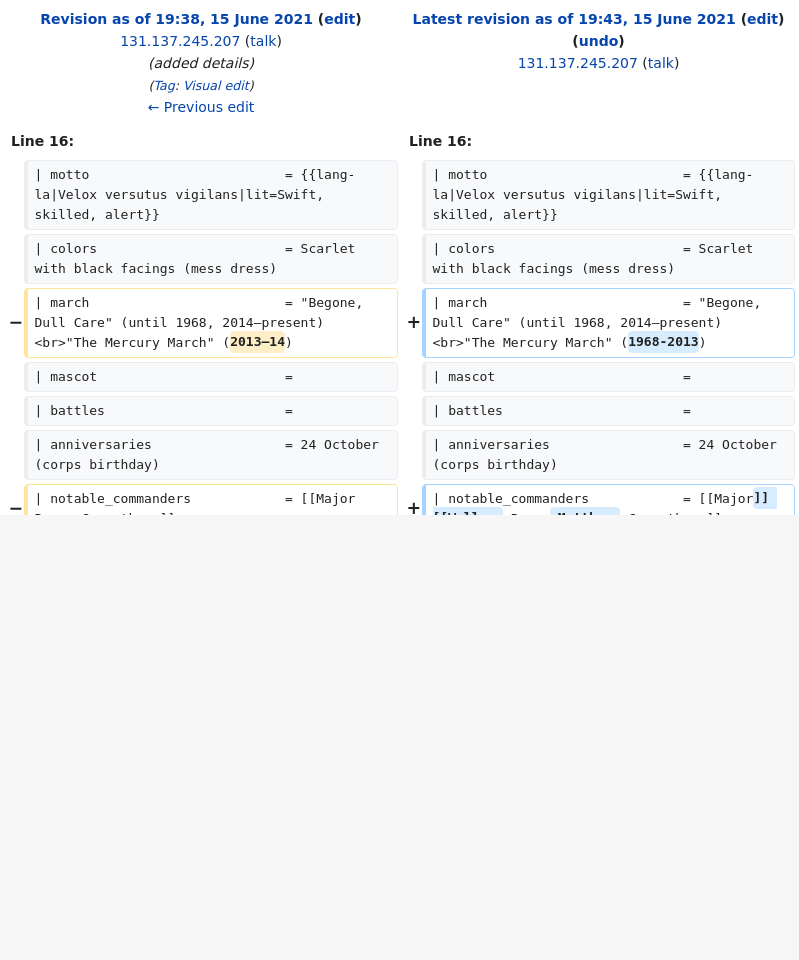 Revision as of 19:38, 15 June 2021 (edit)
131.137.245.207 (talk)
(added details)
(Tag: Visual edit)
← Previous edit
Latest revision as of 19:43, 15 June 2021 (edit)
(undo)
131.137.245.207 (talk)
Line 16:
Line 16:
| motto = {{lang-
la|Velox versutus vigilans|lit=Swift,
skilled, alert}}
| motto = {{lang-
la|Velox versutus vigilans|lit=Swift,
skilled, alert}}
| colors = Scarlet
with black facings (mess dress)
| colors = Scarlet
with black facings (mess dress)
− | march = "Begone,
Dull Care" (until 1968, 2014–present)
<br>"The Mercury March" (2013–14)
+ | march = "Begone,
Dull Care" (until 1968, 2014–present)
<br>"The Mercury March" (1968-2013)
| mascot =
| mascot =
| battles =
| battles =
| anniversaries = 24 October
(corps birthday)
| anniversaries = 24 October
(corps birthday)
− | notable_commanders = [[Major
+ | notable_commanders = [[Major]]